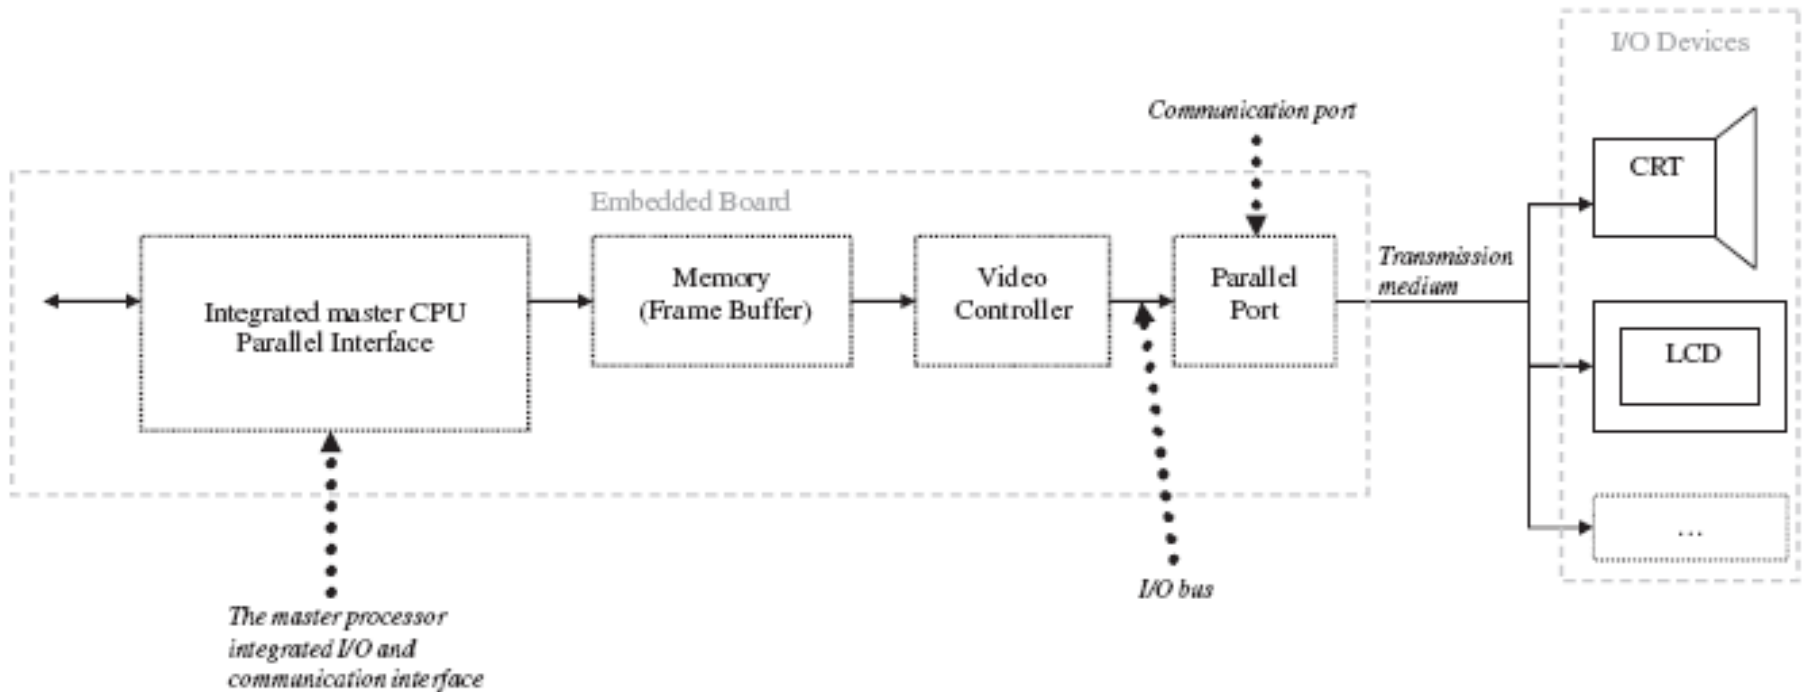 I/O Devices
Communication port
CRT
Embedded Board
Integrated master CPU
Parallel Interface
Memory
(Frame Buffer)
Video
Controller
Parallel
Port
Transmission
medium
LCD
...
I/O bus
The master processor
integrated I/O and
communication interface